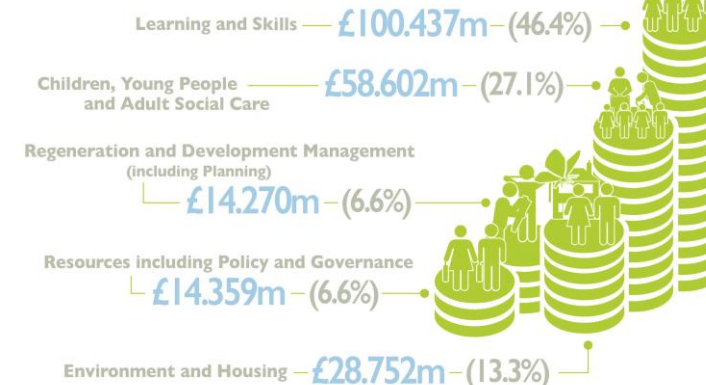 Learning and Skills £100.437m (46.4%)
Children, Young People
and Adult Social Care £58.602m (27.1%)
Regeneration and Development Management
(including Planning)
£14.270m (6.6%)
Resources including Policy and Governance
£14.359m (6.6%)
Environment and Housing £28.752m (13.3%)